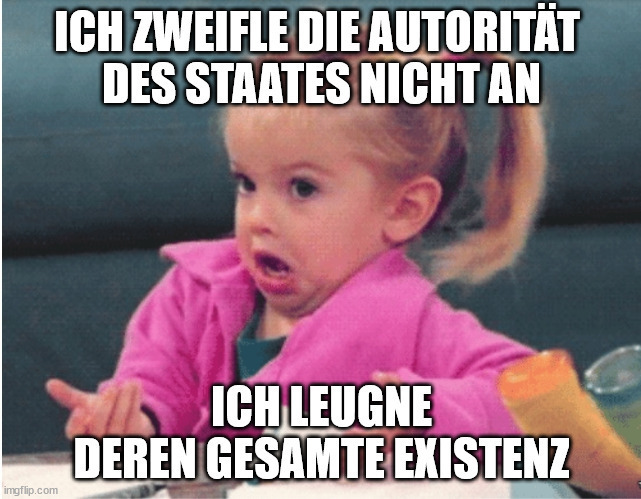 ICH ZWEIFLE DIE AUTORITÄT
DES STAATES NICHT AN
ICH LEUGNE
DEREN GESAMTE EXISTENZ
imgflip.com